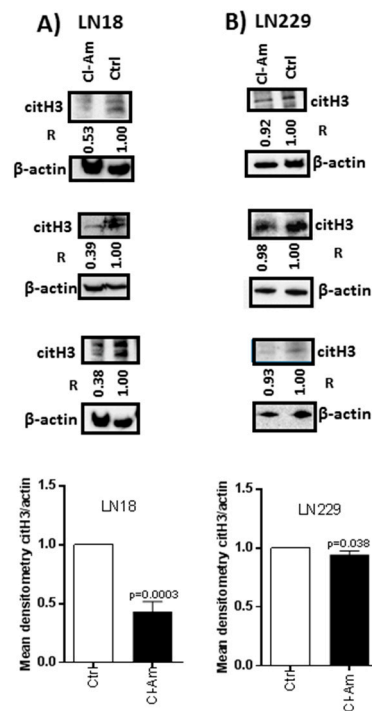 A) LN18
Cl-Am Ctrl
citH3
R 0.53 1.00
β-actin
citH3
R 0.39 1.00
β-actin
citH3
R 0.38 1.00
β-actin
Mean densitometry citH3/actin
1.5
1.0
0.5
0.0
LN18
p=0.0003
Ctrl
Cl-Am
B) LN229
Cl-Am Ctrl
citH3
0.92 1.00 R
β-actin
citH3
0.98 1.00 R
β-actin
citH3
0.93 1.00 R
β-actin
Mean densitometry citH3/actin
1.5
1.0
0.5
0.0
LN229
p=0.038
Ctrl
Cl-Am